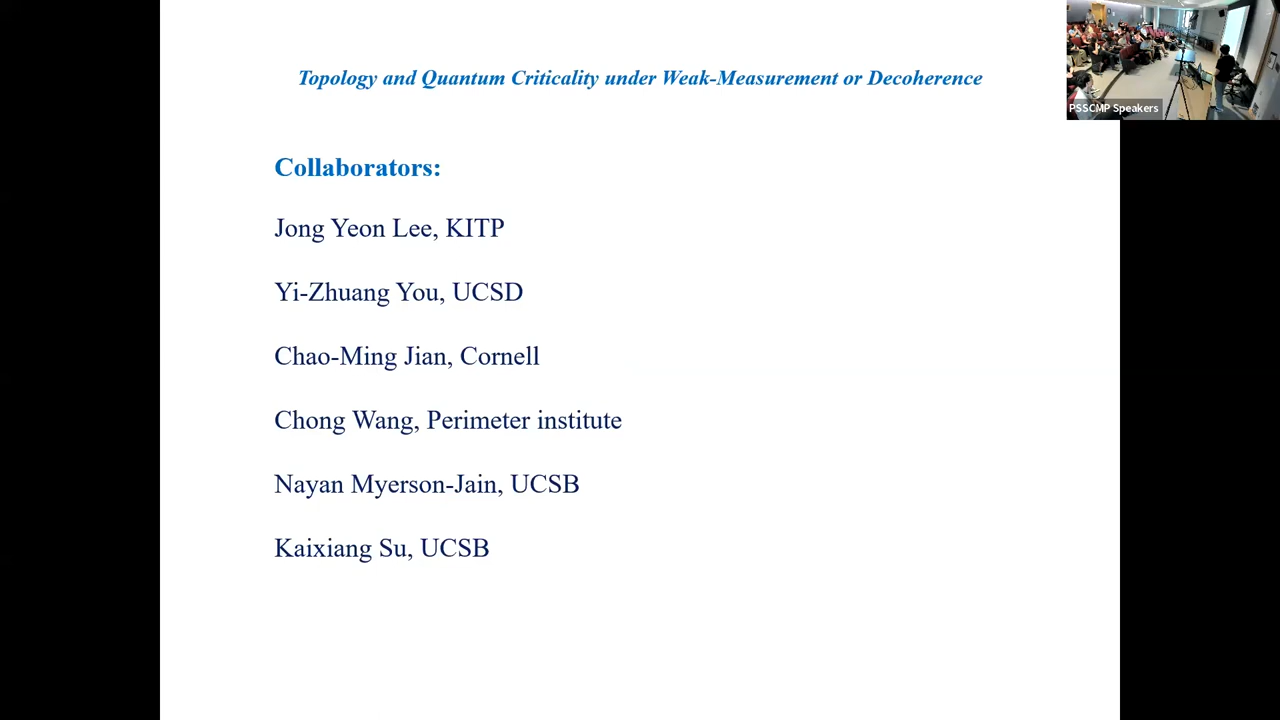 Topology and Quantum Criticality under Weak-Measurement or Decoherence
PSSCMP Speakers
Collaborators:
Jong Yeon Lee, KITP
Yi-Zhuang You, UCSD
Chao-Ming Jian, Cornell
Chong Wang, Perimeter institute
Nayan Myerson-Jain, UCSB
Kaixiang Su, UCSB